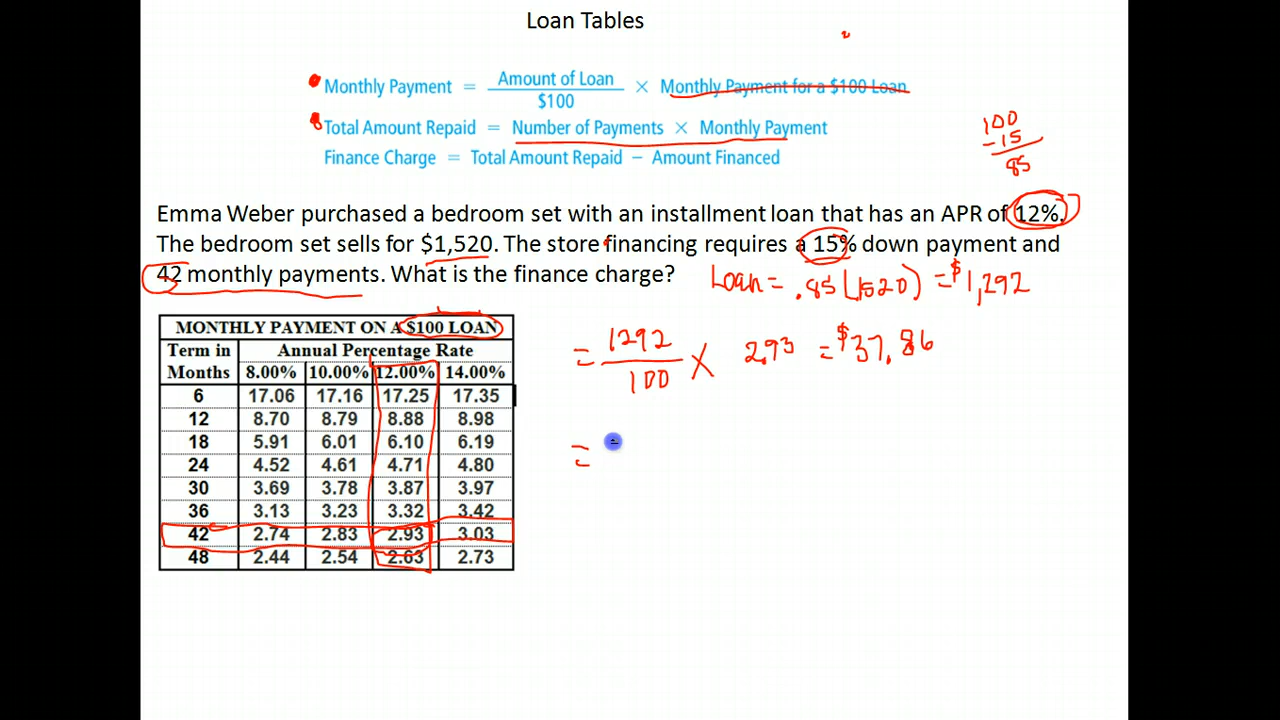 Loan Tables
Monthly Payment = Amount of Loan / $100 × Monthly Payment for a $100 Loan
Total Amount Repaid = Number of Payments × Monthly Payment
Finance Charge = Total Amount Repaid − Amount Financed
100
-15
85
Emma Weber purchased a bedroom set with an installment loan that has an APR of 12%.
The bedroom set sells for $1,520. The store financing requires a 15% down payment and
42 monthly payments. What is the finance charge?
Loan = .85(1520) = $1,292
MONTHLY PAYMENT ON A $100 LOAN
Term in Months Annual Percentage Rate
8.00% 10.00% 12.00% 14.00%
6 17.06 17.16 17.25 17.35
12 8.70 8.79 8.88 8.98
18 5.91 6.01 6.10 6.19
24 4.52 4.61 4.71 4.80
30 3.69 3.78 3.87 3.97
36 3.13 3.23 3.32 3.42
42 2.74 2.83 2.93 3.03
48 2.44 2.54 2.63 2.73
= 1292 / 100 × 2.93 = $37.86
=